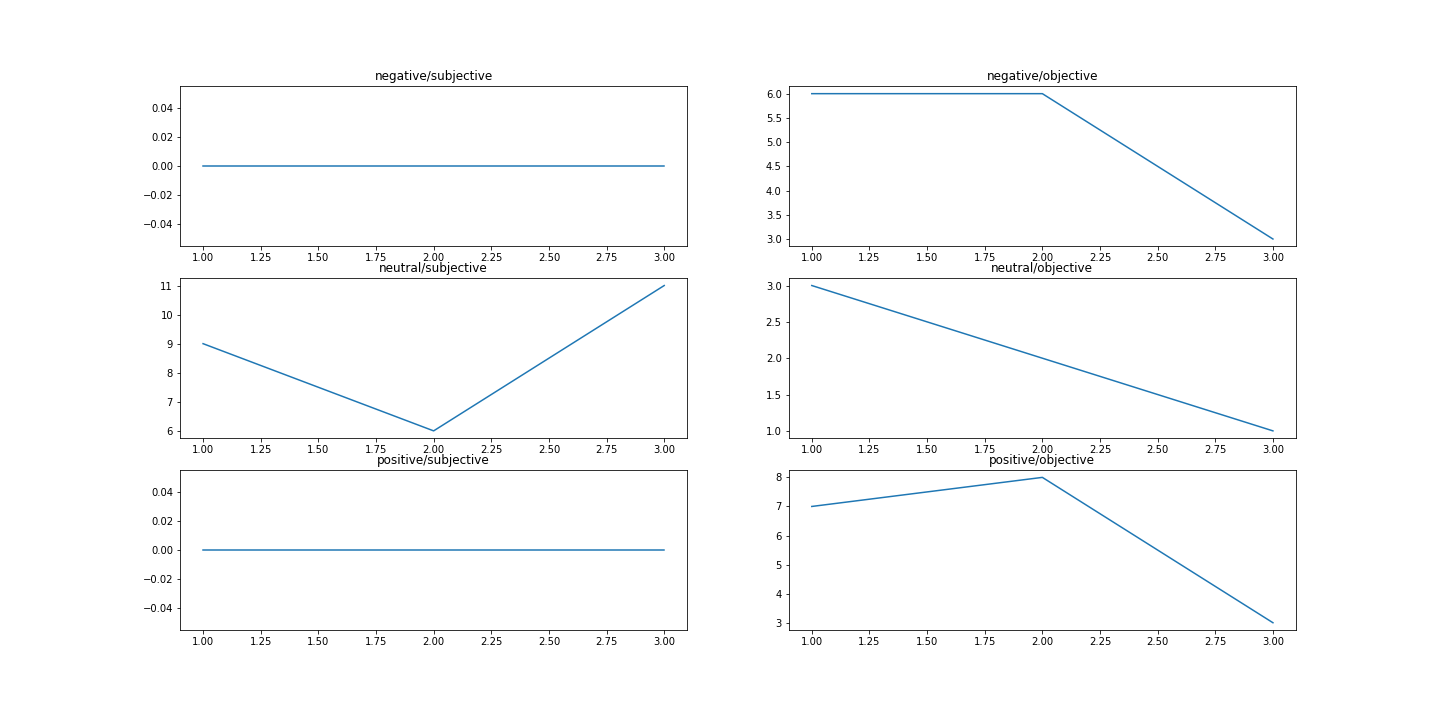 negative/subjective
0.04
0.02
0.00
−0.02
−0.04
1.00 1.25 1.50 1.75 2.00 2.25 2.50 2.75 3.00
negative/objective
6.0
5.5
5.0
4.5
4.0
3.5
3.0
1.00 1.25 1.50 1.75 2.00 2.25 2.50 2.75 3.00
neutral/subjective
11
10
9
8
7
6
1.00 1.25 1.50 1.75 2.00 2.25 2.50 2.75 3.00
neutral/objective
3.0
2.5
2.0
1.5
1.0
1.00 1.25 1.50 1.75 2.00 2.25 2.50 2.75 3.00
positive/subjective
0.04
0.02
0.00
−0.02
−0.04
1.00 1.25 1.50 1.75 2.00 2.25 2.50 2.75 3.00
positive/objective
8
7
6
5
4
3
1.00 1.25 1.50 1.75 2.00 2.25 2.50 2.75 3.00